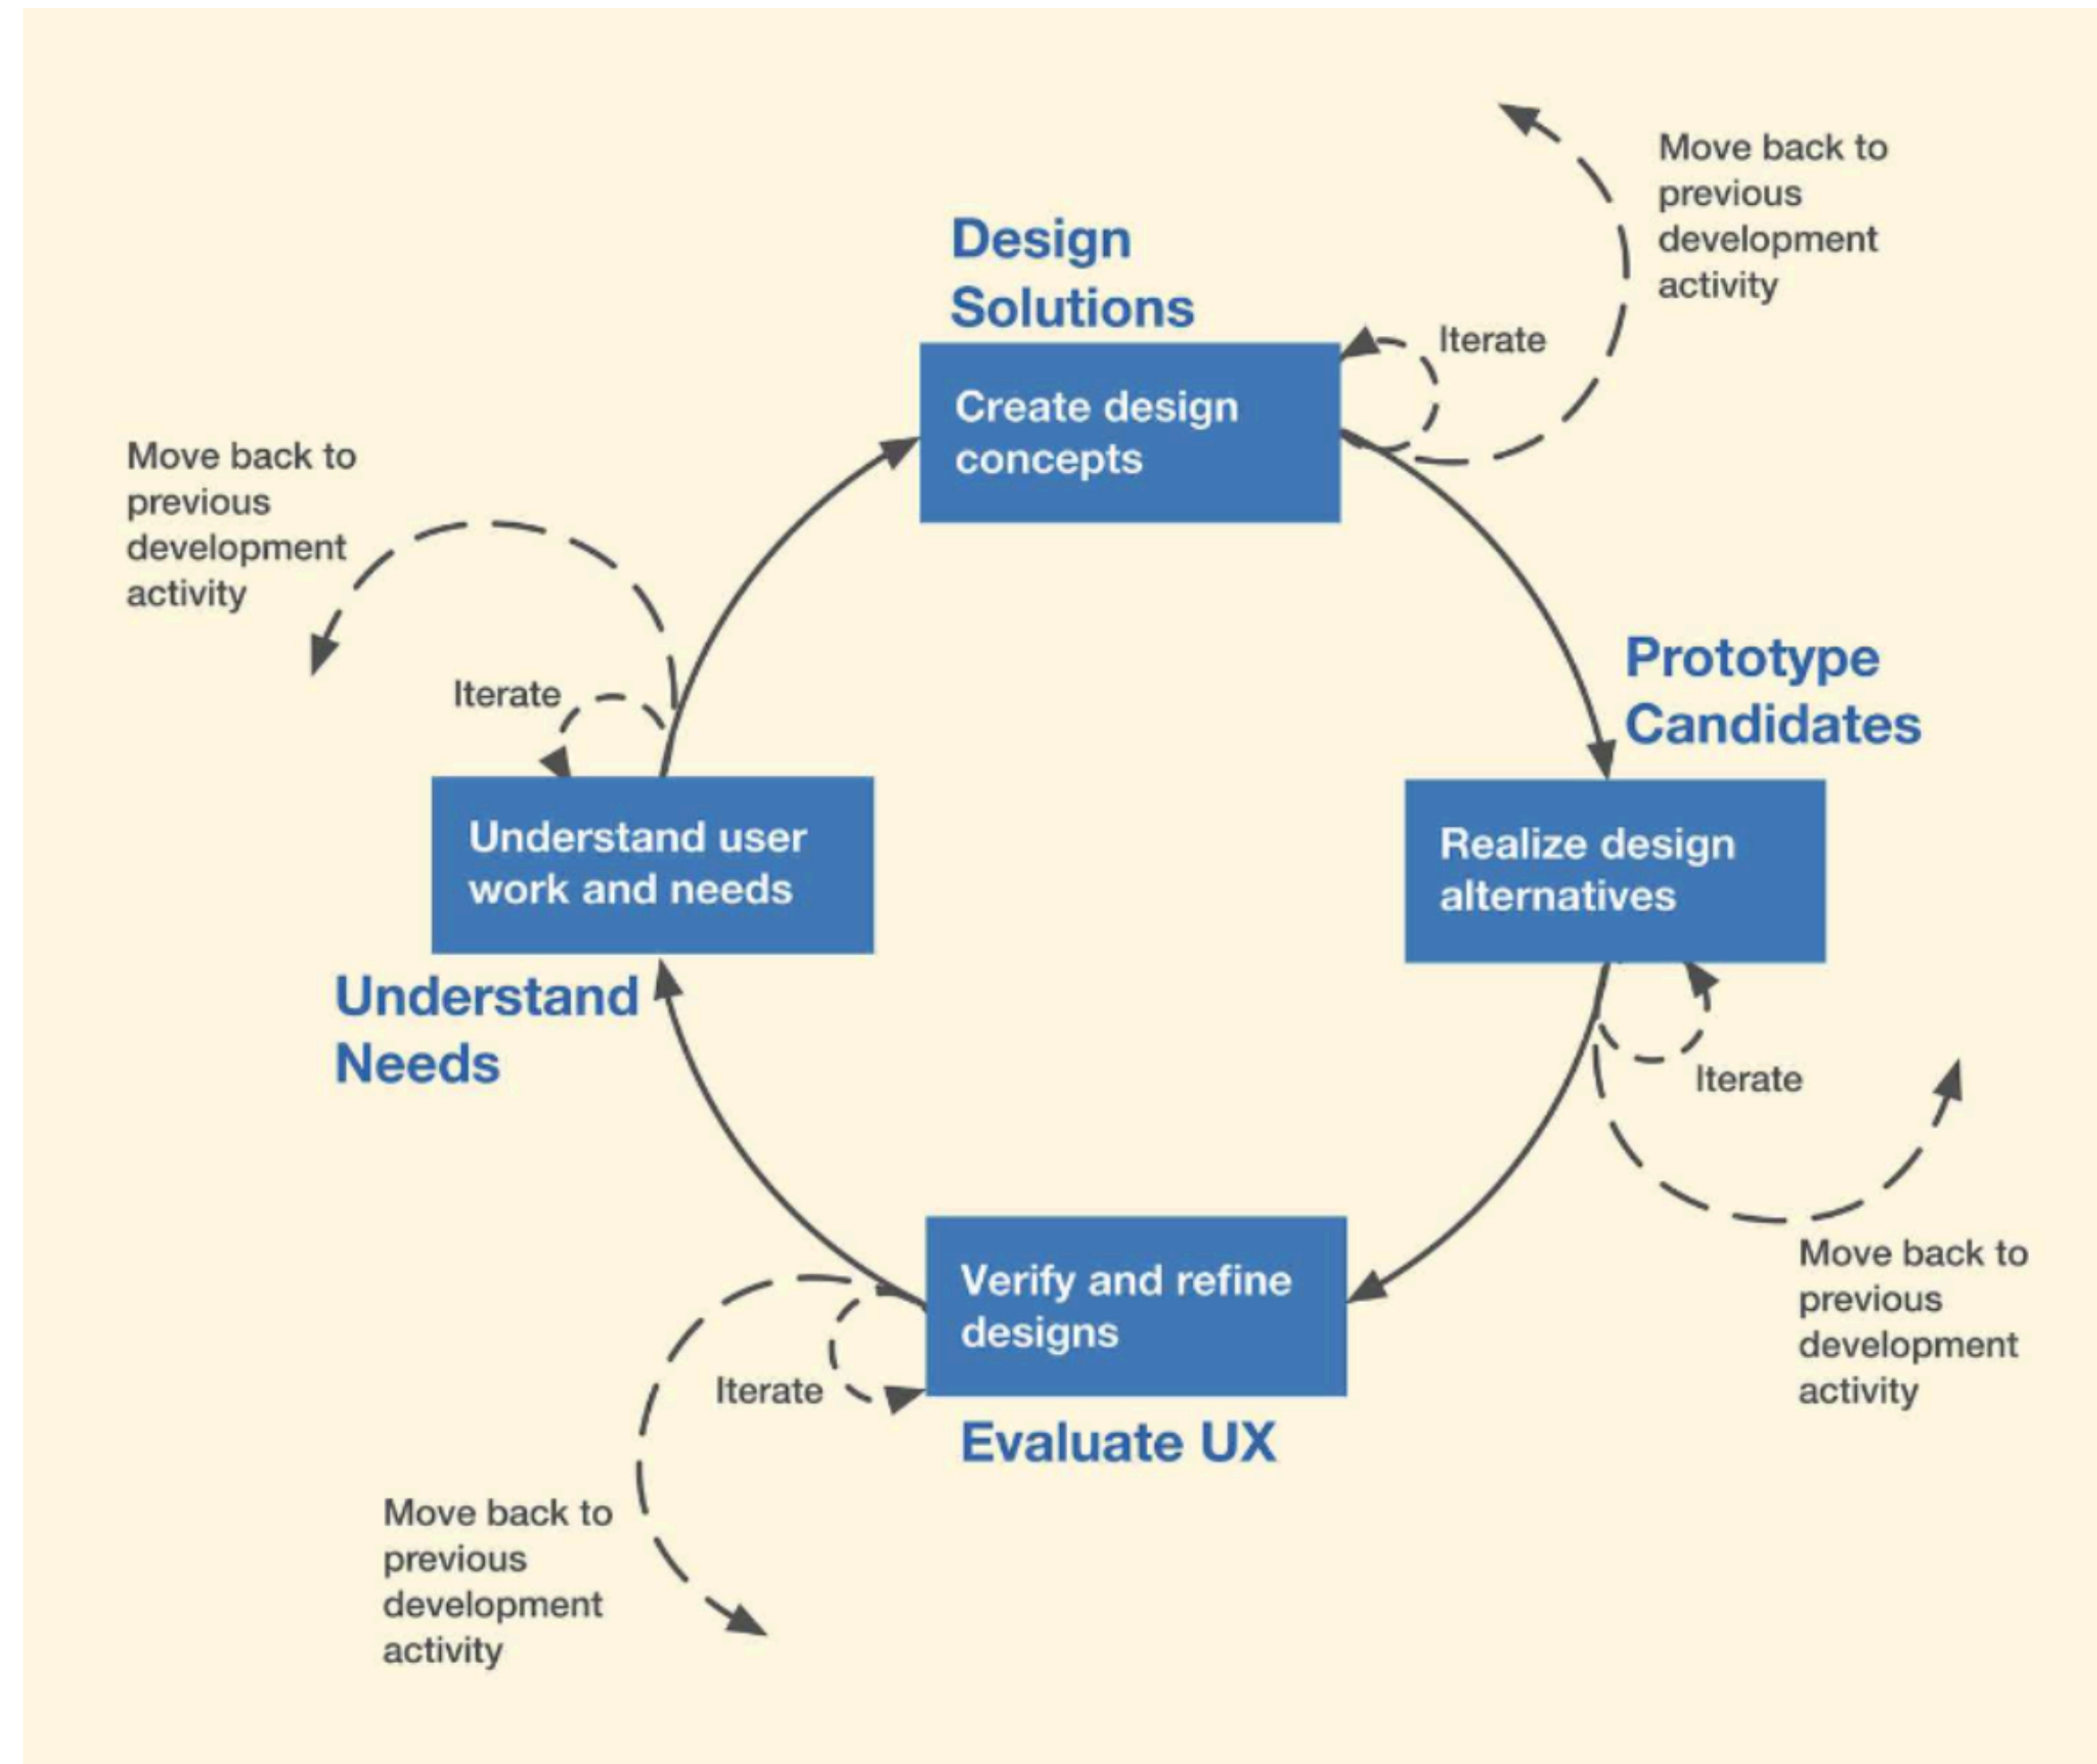 Move back to
previous
development
activity
Design
Solutions
Iterate
Create design
concepts
Move back to
previous
development
activity
Iterate
Prototype
Candidates
Understand user
work and needs
Realize design
alternatives
Understand
Needs
Iterate
Verify and refine
designs
Iterate
Evaluate UX
Move back to
previous
development
activity
Move back to
previous
development
activity